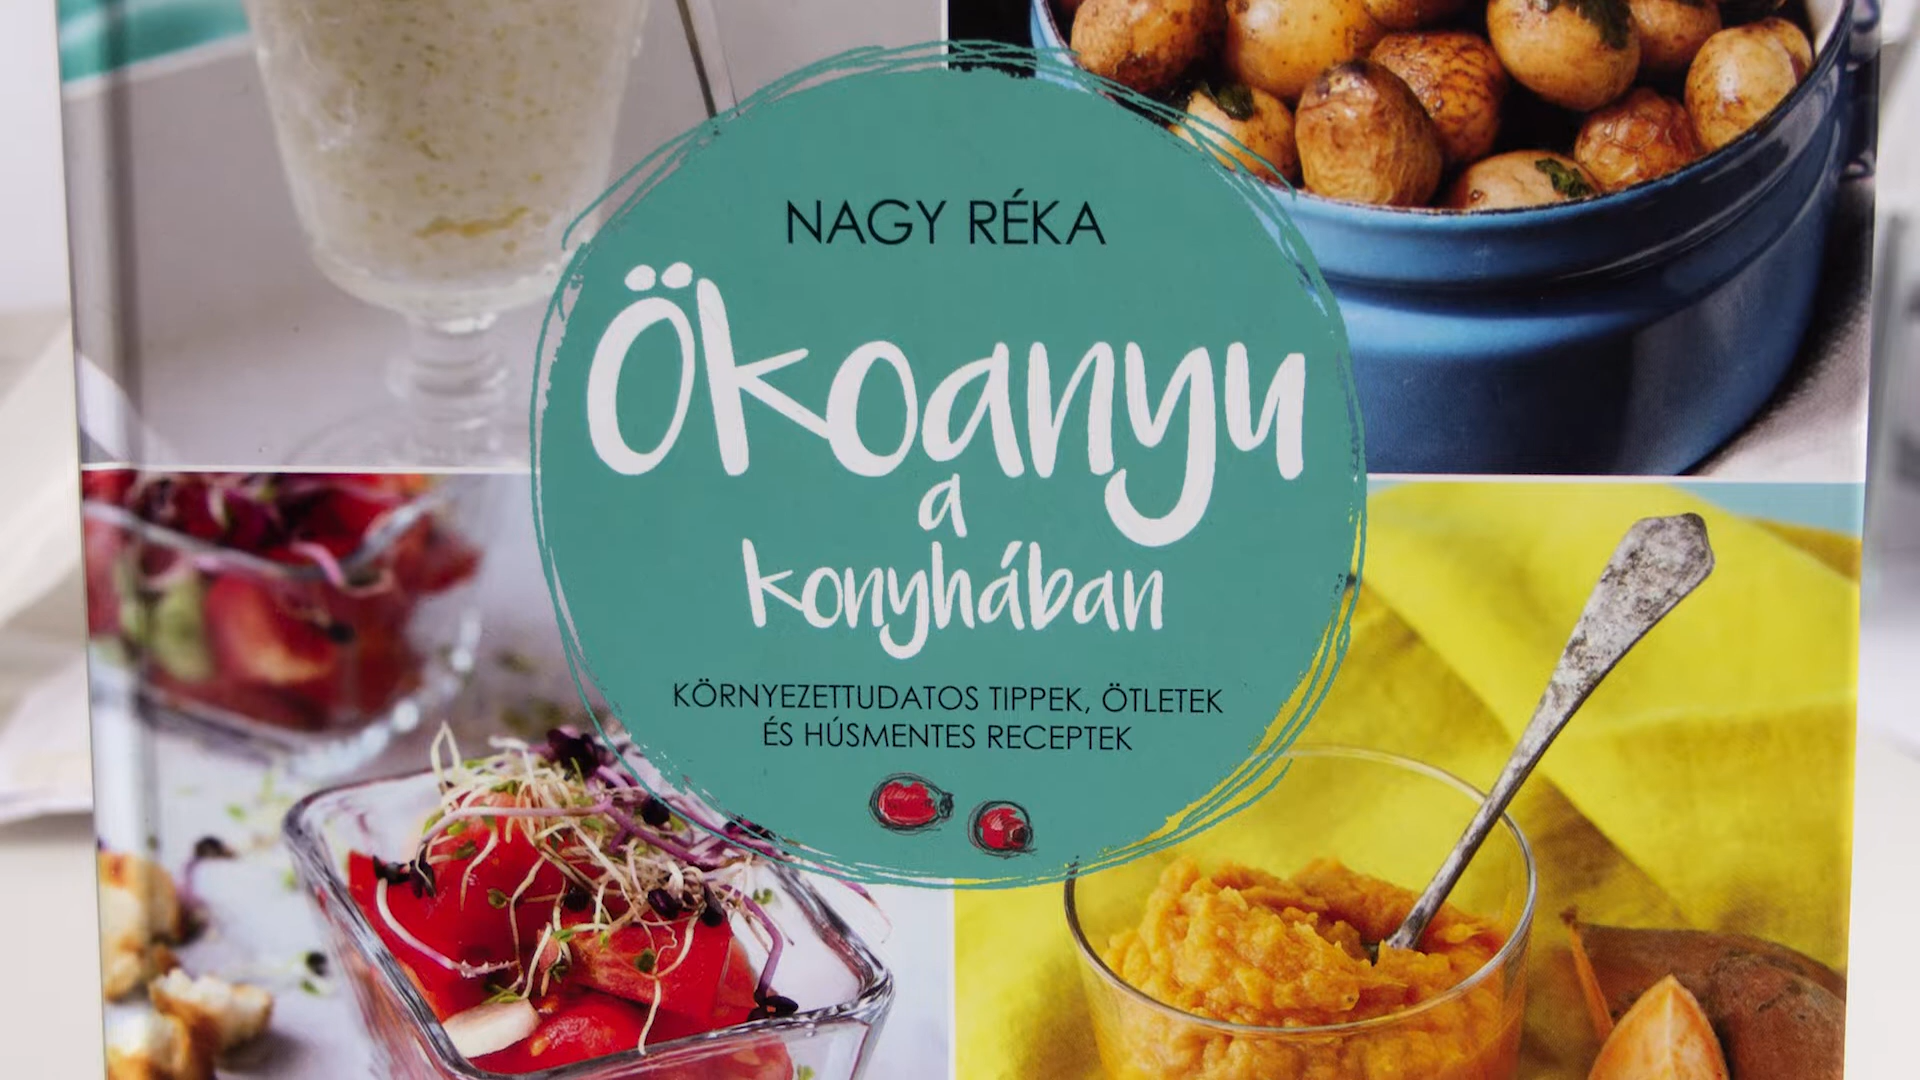 NAGY RÉKA
Ökoanyu
a
konyhában
KÖRNYEZETTUDATOS TIPPEK, ÖTLETEK
ÉS HÚSMENTES RECEPTEK